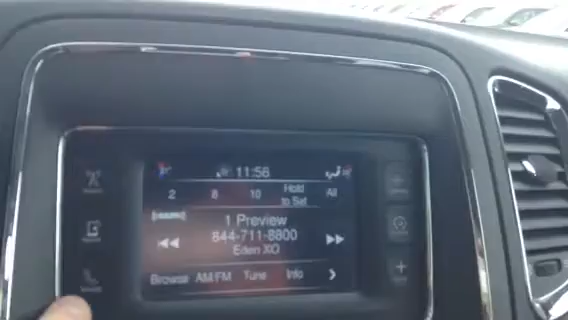 11:56
2 8 10 Hold to Set All
1 Preview
844-711-8800
Eden XO
Browse AM/FM Tune Info